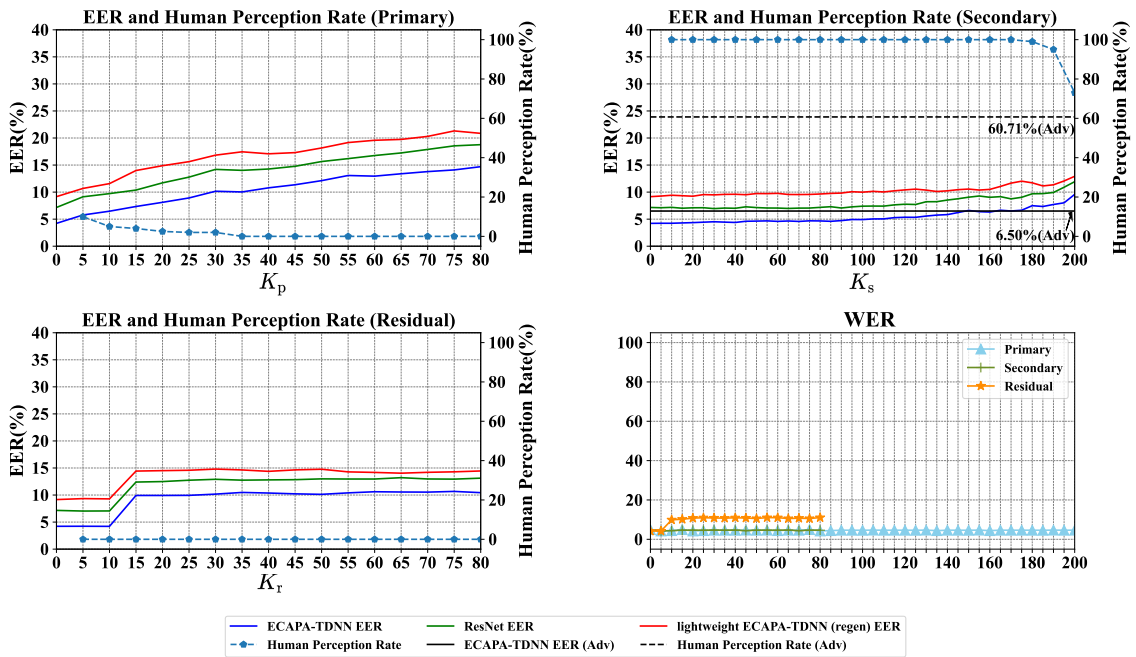 EER and Human Perception Rate (Primary)
EER(%)
40
35
30
25
20
15
10
5
0
100
80
60
40
20
0
Human Perception Rate(%)
0 5 10 15 20 25 30 35 40 45 50 55 60 65 70 75 80
Kp
EER and Human Perception Rate (Secondary)
EER(%)
40
35
30
25
20
15
10
5
0
60.71%(Adv)
6.50%(Adv)
100
80
60
40
20
0
Human Perception Rate(%)
0 20 40 60 80 100 120 140 160 180 200
Ks
EER and Human Perception Rate (Residual)
EER(%)
40
35
30
25
20
15
10
5
0
100
80
60
40
20
0
Human Perception Rate(%)
0 5 10 15 20 25 30 35 40 45 50 55 60 65 70 75 80
Kr
WER
100
80
60
40
20
0
Primary
Secondary
Residual
0 20 40 60 80 100 120 140 160 180 200
ECAPA-TDNN EER
ResNet EER
lightweight ECAPA-TDNN (regen) EER
Human Perception Rate
ECAPA-TDNN EER (Adv)
Human Perception Rate (Adv)